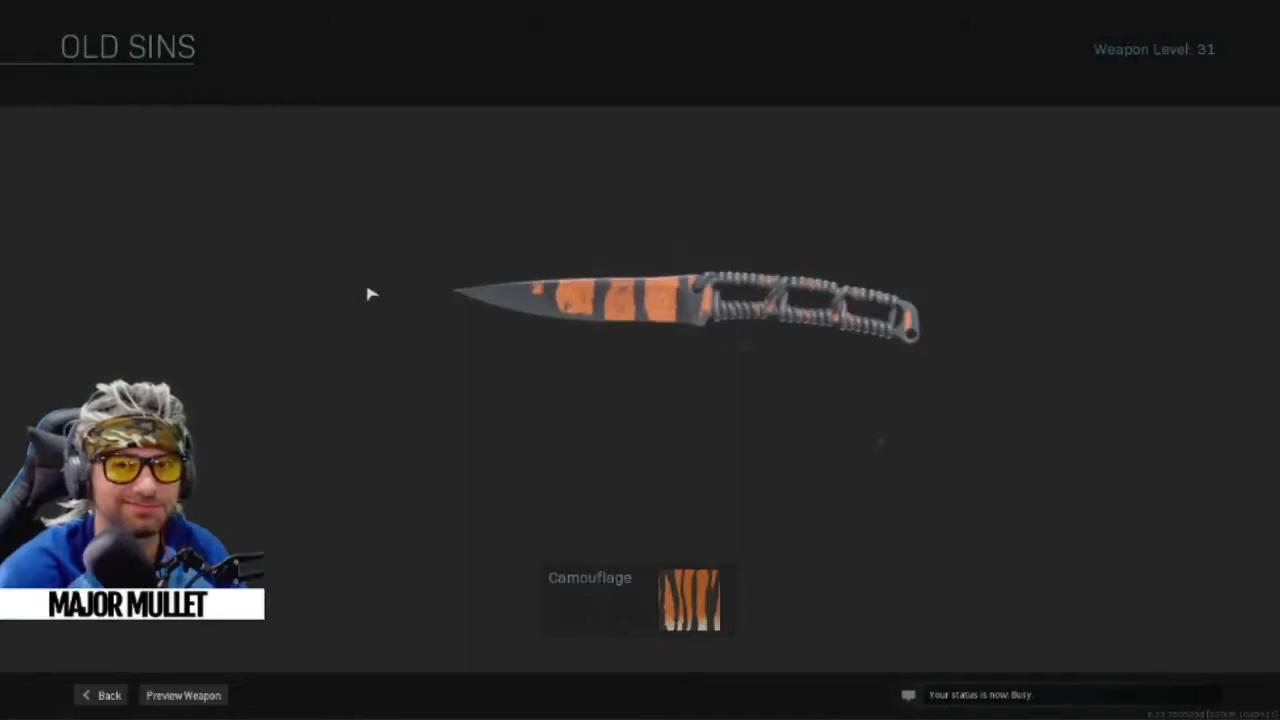 OLD SINS
Weapon Level: 31
Camouflage
MAJOR MULLET
Back
Preview Weapon
Your status is now: Busy.